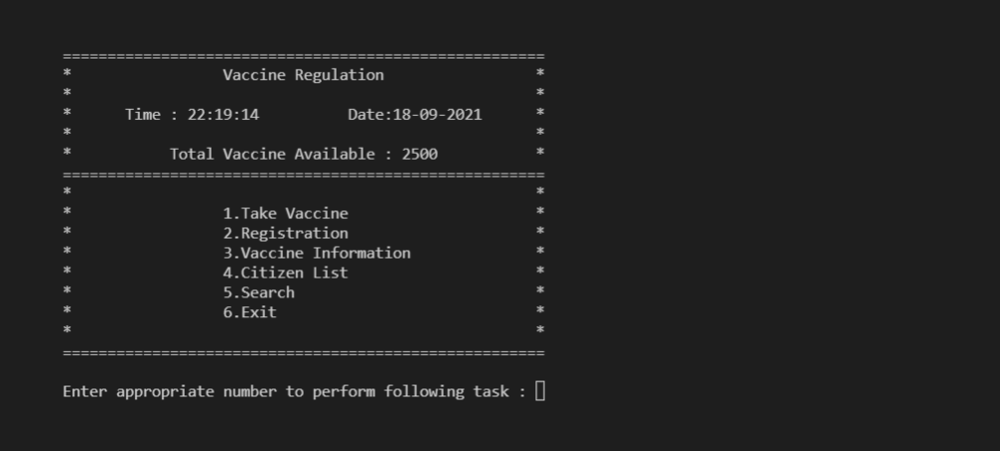 ======================================================
*                 Vaccine Regulation                 *
*                                                    *
*      Time : 22:19:14          Date:18-09-2021      *
*                                                    *
*           Total Vaccine Available : 2500           *
======================================================
*                                                    *
*                 1.Take Vaccine                     *
*                 2.Registration                     *
*                 3.Vaccine Information              *
*                 4.Citizen List                     *
*                 5.Search                           *
*                 6.Exit                             *
*                                                    *
======================================================
Enter appropriate number to perform following task :